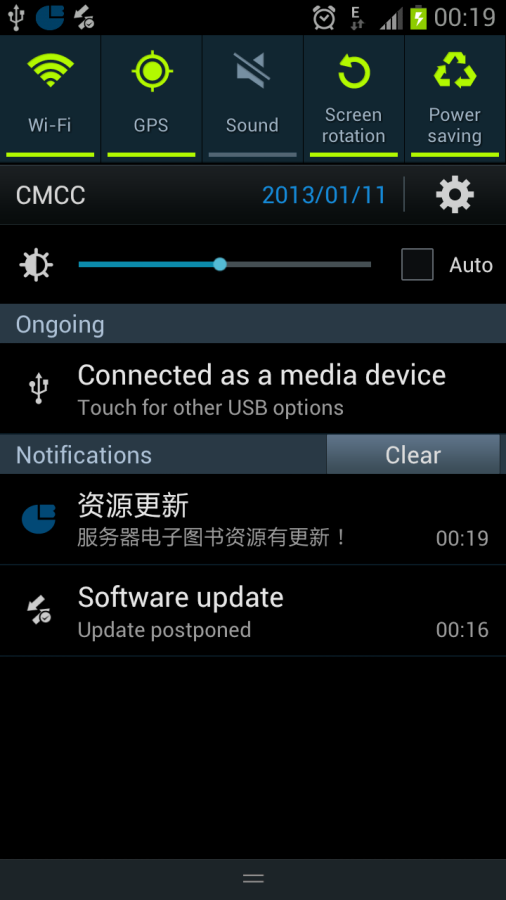 E
00:19
Wi-Fi
GPS
Sound
Screen
rotation
Power
saving
CMCC
2013/01/11
Auto
Ongoing
Connected as a media device
Touch for other USB options
Notifications
Clear
资源更新
服务器电子图书资源有更新！
00:19
Software update
Update postponed
00:16